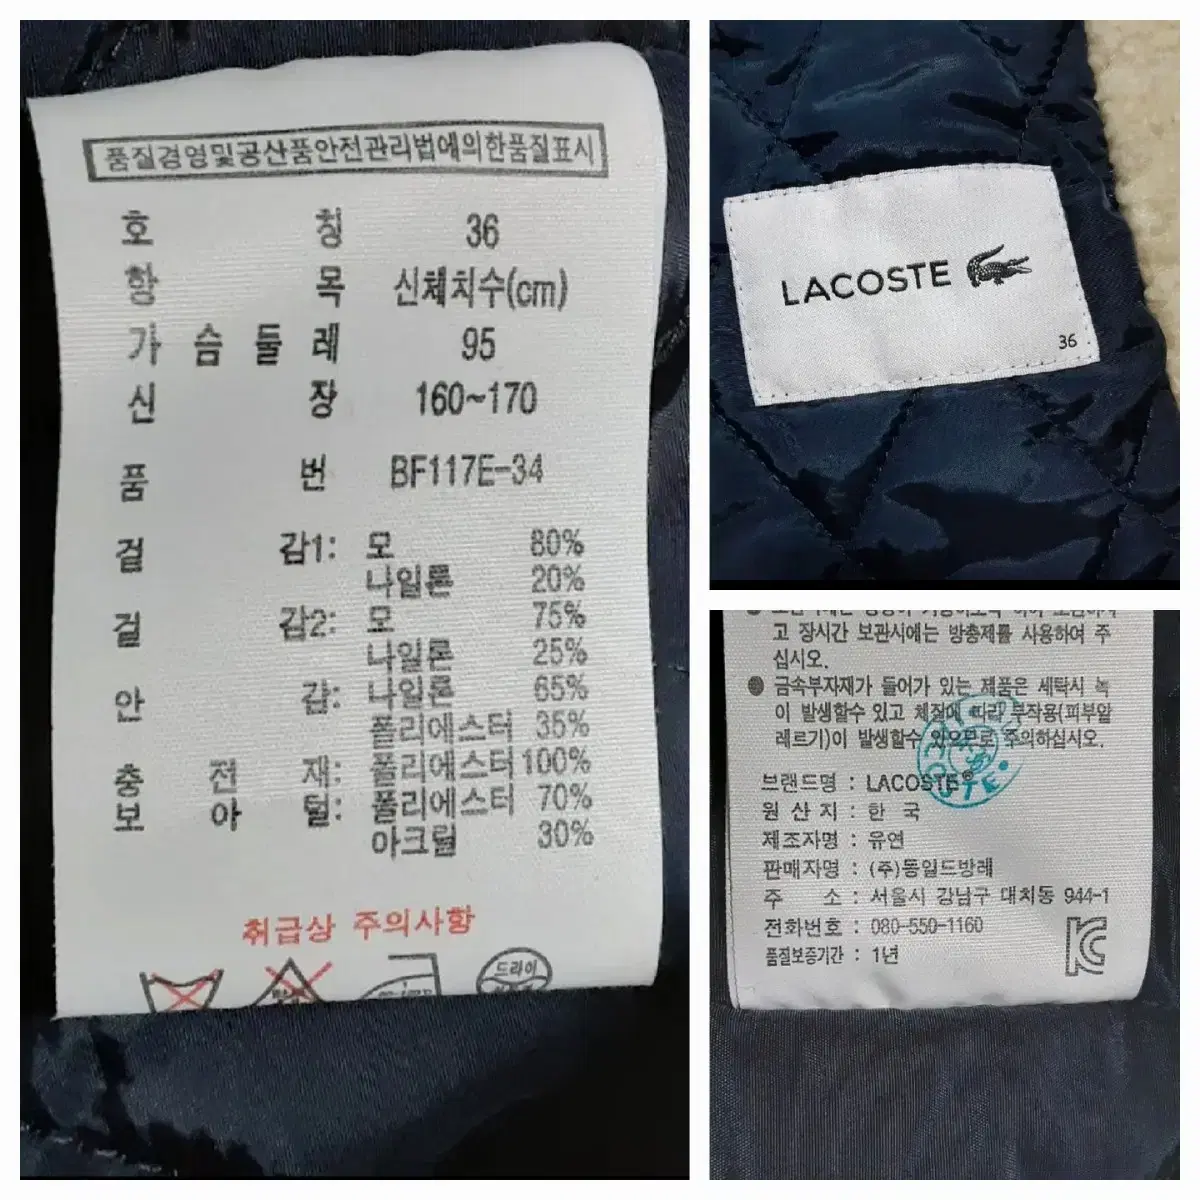 품질경영및공산품안전관리법에의한품질표시
호 칭 36
항 목 신체치수(cm)
가 슴 둘 레 95
신 장 160~170
품 번 BF117E-34
겉 감1: 모 80%
나일론 20%
겉 감2: 모 75%
나일론 25%
안 감: 나일론 65%
폴리에스터 35%
충 전 재: 폴리에스터 100%
보 아 털: 폴리에스터 70%
아크릴 30%
취급상 주의사항
드라이
LACOSTE
36
고 장시간 보관시에는 방충제를 사용하여 주
십시오.
● 금속부자재가 들어가 있는 제품은 세탁시 녹
이 발생할수 있고 체질에 따라 부작용(피부알
레르기)이 발생할수 있으므로 주의하십시오.
브랜드명 : LACOSTE®
원 산 지 : 한 국
제조자명 : 유연
판매자명 : (주)동일드방레
주 소 : 서울시 강남구 대치동 944-1
전화번호 : 080-550-1160
품질보증기간 : 1년